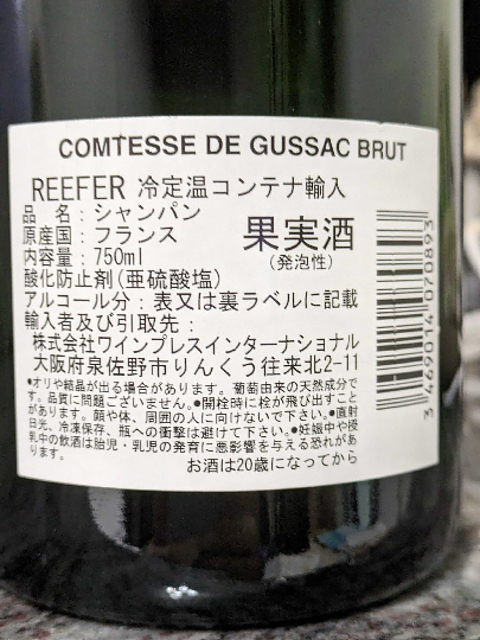 COMTESSE DE GUSSAC BRUT
REEFER 冷定温コンテナ輸入
品 名：シャンパン
原産国：フランス
内容量：750ml
果実酒
(発泡性)
酸化防止剤(亜硫酸塩)
アルコール分：表又は裏ラベルに記載
輸入者及び引取先：
株式会社ワインプレスインターナショナル
大阪府泉佐野市りんくう往来北2-11
●オリや結晶が出る場合があります。葡萄由来の天然成分で
す。品質に問題ございません。●開栓時に栓が飛び出すこと
があります。顔や体、周囲の人に向けないで下さい。●直射
日光、冷凍保存、瓶への衝撃は避けて下さい。●妊娠中や授
乳中の飲酒は胎児・乳児の発育に悪影響を与える恐れがあ
ります。
お酒は20歳になってから
3 469014 070893